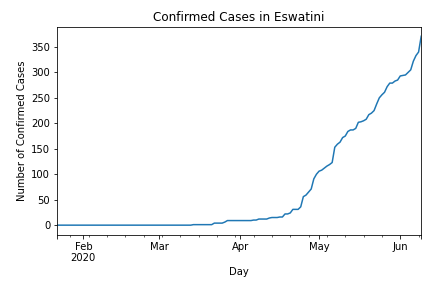 Confirmed Cases in Eswatini
350
300
250
200
150
100
50
0
Number of Confirmed Cases
Feb
2020
Mar
Apr
May
Jun
Day